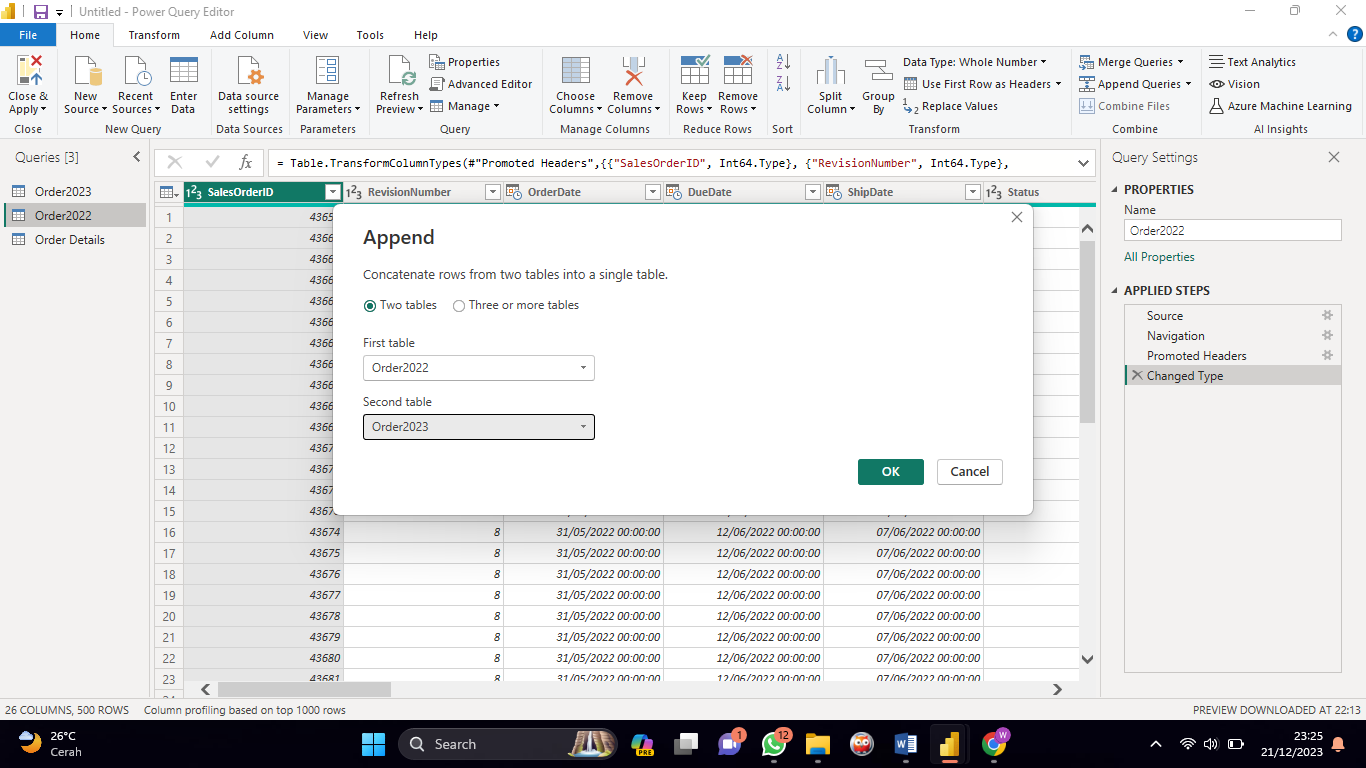 Untitled - Power Query Editor
File Home Transform Add Column View Tools Help
Close & Apply
Close
New Source
Recent Sources
Enter Data
New Query
Data source settings
Data Sources
Manage Parameters
Parameters
Refresh Preview
Properties
Advanced Editor
Manage
Query
Choose Columns
Remove Columns
Manage Columns
Keep Rows
Remove Rows
Reduce Rows
Sort
Split Column
Group By
Data Type: Whole Number
Use First Row as Headers
Replace Values
Transform
Merge Queries
Append Queries
Combine Files
Combine
Text Analytics
Vision
Azure Machine Learning
AI Insights
Queries [3]
Order2023
Order2022
Order Details
fx = Table.TransformColumnTypes(#"Promoted Headers",{{"SalesOrderID", Int64.Type}, {"RevisionNumber", Int64.Type},
SalesOrderID RevisionNumber OrderDate DueDate ShipDate Status
1
2
3
4
5
6
7
8
9
10
11
12
13
14
15
Append
Concatenate rows from two tables into a single table.
Two tables Three or more tables
First table
Order2022
Second table
Order2023
OK Cancel
16 43674 8 31/05/2022 00:00:00 12/06/2022 00:00:00 07/06/2022 00:00:00
17 43675 8 31/05/2022 00:00:00 12/06/2022 00:00:00 07/06/2022 00:00:00
18 43676 8 31/05/2022 00:00:00 12/06/2022 00:00:00 07/06/2022 00:00:00
19 43677 8 31/05/2022 00:00:00 12/06/2022 00:00:00 07/06/2022 00:00:00
20 43678 8 31/05/2022 00:00:00 12/06/2022 00:00:00 07/06/2022 00:00:00
21 43679 8 31/05/2022 00:00:00 12/06/2022 00:00:00 07/06/2022 00:00:00
22 43680 8 31/05/2022 00:00:00 12/06/2022 00:00:00 07/06/2022 00:00:00
23 43681 8 31/05/2022 00:00:00 12/06/2022 00:00:00 07/06/2022 00:00:00
Query Settings
PROPERTIES
Name
Order2022
All Properties
APPLIED STEPS
Source
Navigation
Promoted Headers
Changed Type
26 COLUMNS, 500 ROWS Column profiling based on top 1000 rows PREVIEW DOWNLOADED AT 22:13
26°C
Cerah
Search
PRE
1
12
W
23:25
21/12/2023